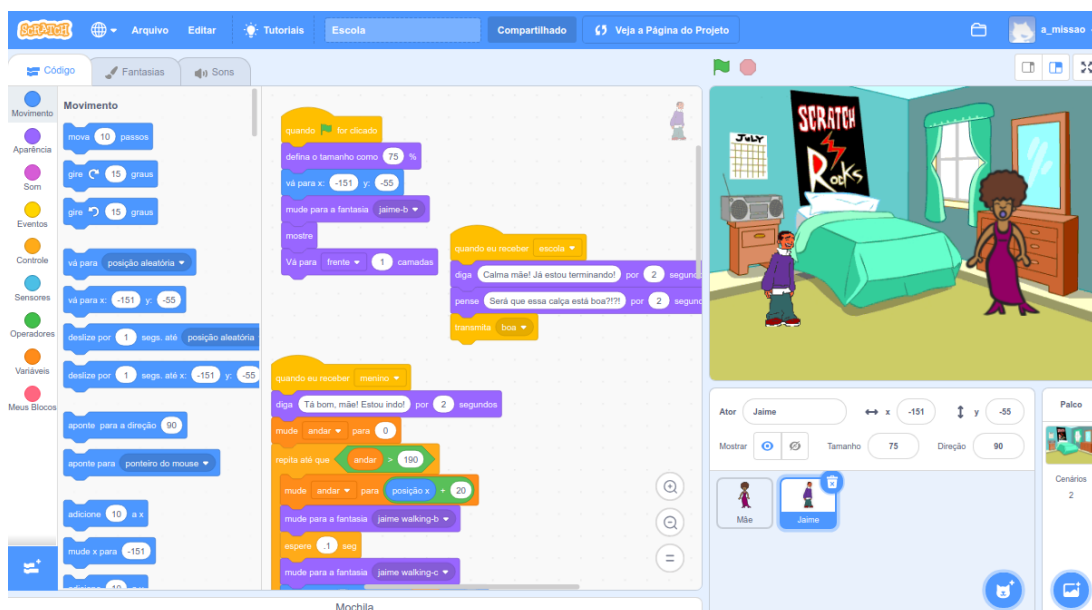 SCRATCH Arquivo Editar Tutoriais Escola Compartilhado Veja a Página do Projeto a_missao
Código Fantasias Sons
Movimento
Aparência
Som
Eventos
Controle
Sensores
Operadores
Variáveis
Meus Blocos
Movimento
mova 10 passos
gire 15 graus
gire 15 graus
vá para posição aleatória
vá para x: -151 y: -55
deslize por 1 segs. até posição aleatória
deslize por 1 segs. até x: -151 y: -55
aponte para a direção 90
aponte para ponteiro do mouse
adicione 10 a x
mude x para -151
adicione 10 a y
quando for clicado
defina o tamanho como 75 %
vá para x: -151 y: -55
mude para a fantasia jaime-b
mostre
Vá para frente 1 camadas
quando eu receber escola
diga Calma mãe! Já estou terminando! por 2 segun
pense Será que essa calça está boa?!?! por 2 segun
transmita boa
quando eu receber menino
diga Tá bom, mãe! Estou indo! por 2 segundos
mude andar para 0
repita até que andar > 190
mude andar para posição x + 20
mude para a fantasia jaime walking-b
espere .1 seg
mude para a fantasia jaime walking-c
Mochila
JULY
SCRATCH
Rocks
Ator Jaime x -151 y -55
Mostrar Tamanho 75 Direção 90
Mãe
Jaime
Palco
Cenários
2